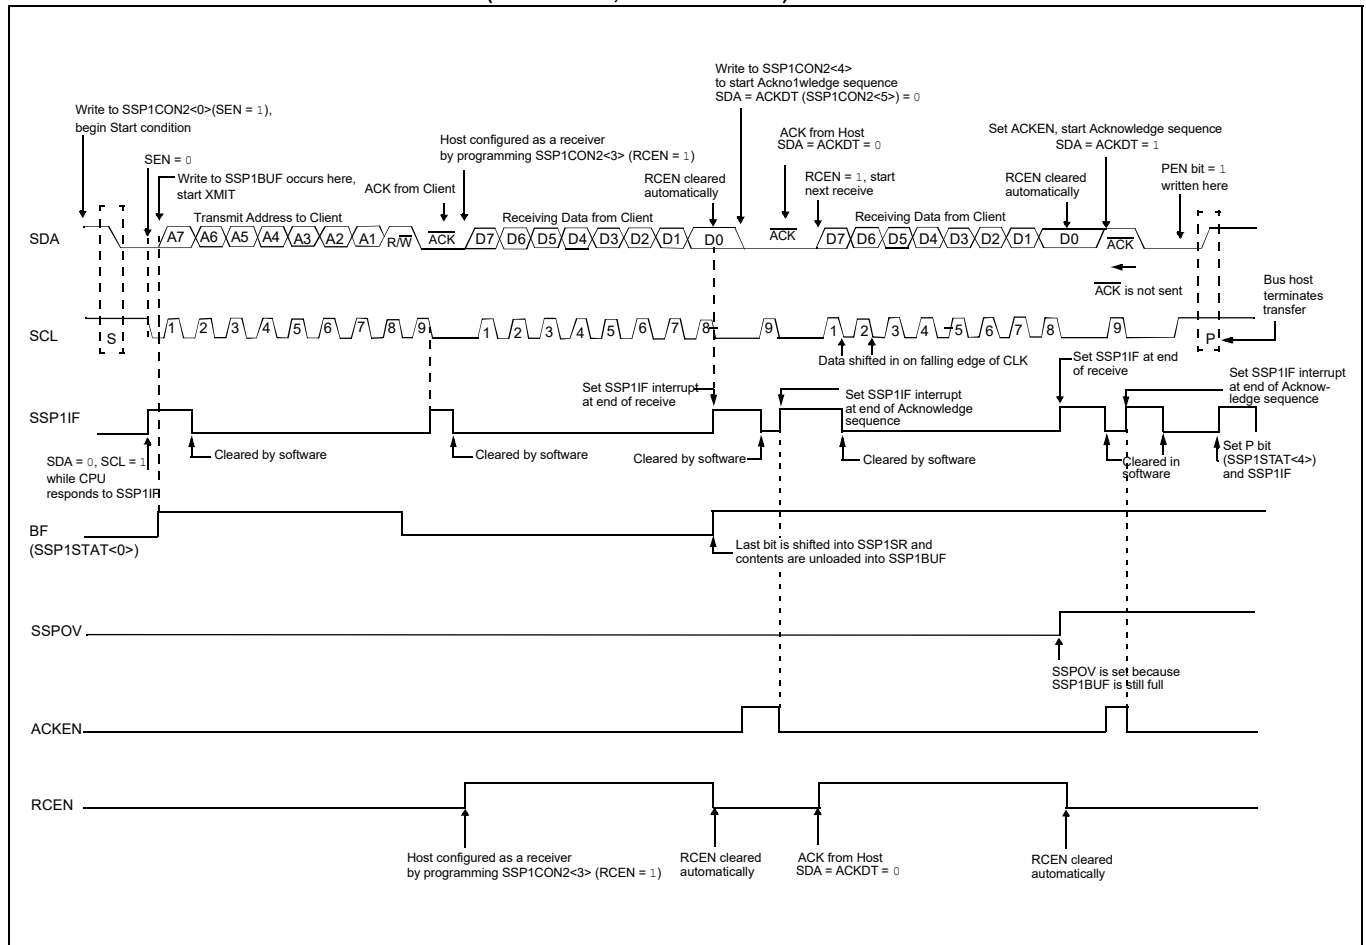 Write to SSP1CON2<4>
to start Ackno1wledge sequence
SDA = ACKDT (SSP1CON2<5>) = 0
Write to SSP1CON2<0>(SEN = 1),
begin Start condition
Host configured as a receiver
by programming SSP1CON2<3> (RCEN = 1)
ACK from Host
SDA = ACKDT = 0
Set ACKEN, start Acknowledge sequence
SDA = ACKDT = 1
SEN = 0
Write to SSP1BUF occurs here,
start XMIT
ACK from Client
RCEN cleared
automatically
RCEN = 1, start
next receive
RCEN cleared
automatically
PEN bit = 1
written here
Transmit Address to Client
Receiving Data from Client
Receiving Data from Client
SDA A7 A6 A5 A4 A3 A2 A1 R/W ACK D7 D6 D5 D4 D3 D2 D1 D0 ACK D7 D6 D5 D4 D3 D2 D1 D0 ACK
ACK is not sent
Bus host
terminates
transfer
SCL S 1 2 3 4 5 6 7 8 9 1 2 3 4 5 6 7 8 9 1 2 3 4 5 6 7 8 9 P
Data shifted in on falling edge of CLK
Set SSP1IF interrupt
at end of receive
Set SSP1IF interrupt
at end of Acknowledge
sequence
Set SSP1IF at end
of receive
Set SSP1IF interrupt
at end of Acknow-
ledge sequence
SSP1IF
SDA = 0, SCL = 1
while CPU
responds to SSP1IF
Cleared by software
Cleared by software
Cleared by software
Cleared by software
Cleared in
software
Set P bit
(SSP1STAT<4>)
and SSP1IF
BF
(SSP1STAT<0>)
Last bit is shifted into SSP1SR and
contents are unloaded into SSP1BUF
SSPOV
SSPOV is set because
SSP1BUF is still full
ACKEN
RCEN
Host configured as a receiver
by programming SSP1CON2<3> (RCEN = 1)
RCEN cleared
automatically
ACK from Host
SDA = ACKDT = 0
RCEN cleared
automatically